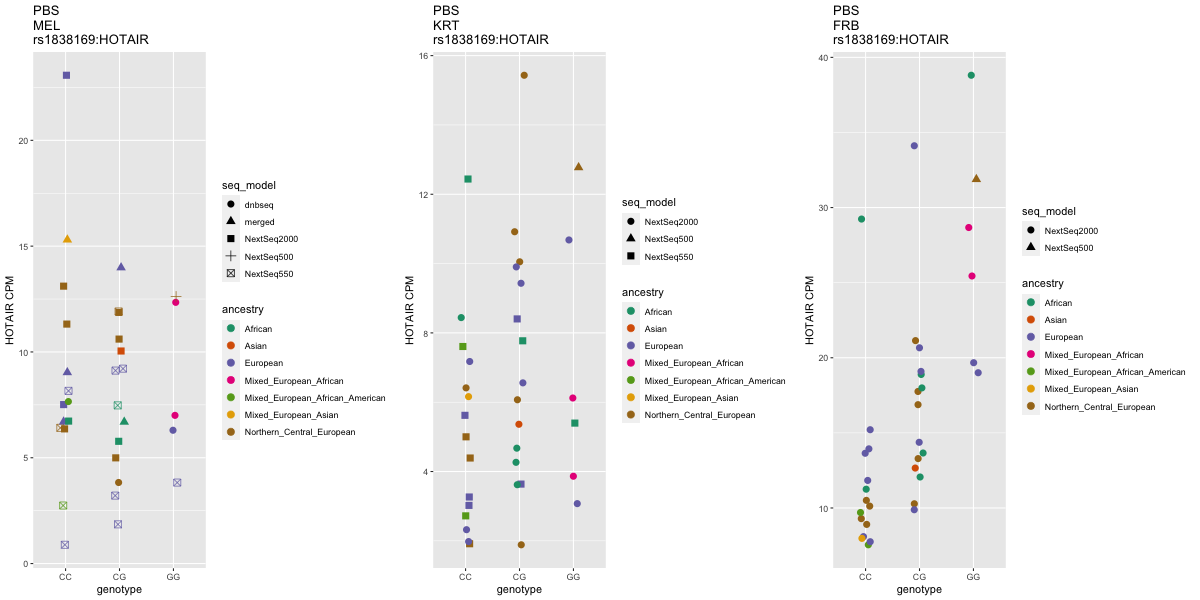 PBS
MEL
rs1838169:HOTAIR
HOTAIR CPM
20
15
10
5
0
CC
CG
GG
genotype
seq_model
dnbseq
merged
NextSeq2000
NextSeq500
NextSeq550
ancestry
African
Asian
European
Mixed_European_African
Mixed_European_African_American
Mixed_European_Asian
Northern_Central_European
PBS
KRT
rs1838169:HOTAIR
HOTAIR CPM
16
12
8
4
CC
CG
GG
genotype
seq_model
NextSeq2000
NextSeq500
NextSeq550
ancestry
African
Asian
European
Mixed_European_African
Mixed_European_African_American
Mixed_European_Asian
Northern_Central_European
PBS
FRB
rs1838169:HOTAIR
HOTAIR CPM
40
30
20
10
CC
CG
GG
genotype
seq_model
NextSeq2000
NextSeq500
ancestry
African
Asian
European
Mixed_European_African
Mixed_European_African_American
Mixed_European_Asian
Northern_Central_European